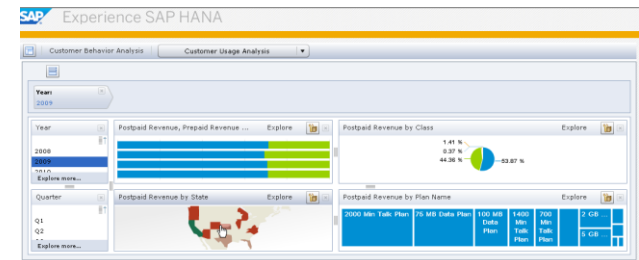 SAP Experience SAP HANA
Customer Behavior Analysis Customer Usage Analysis
Year:
2009
Year
2008
2009
2010
Explore more...
Postpaid Revenue, Prepaid Revenue ... Explore
Postpaid Revenue by Class Explore
1.41 %
0.37 %
44.36 %
53.87 %
Quarter
Q1
Q2
Explore more...
Postpaid Revenue by State Explore
Postpaid Revenue by Plan Name Explore
2000 Min Talk Plan
75 MB Data Plan
100 MB
Data
Plan
1400
Min
Talk
Plan
700
Min
Talk
Plan
2 GB ...
5 GB ...